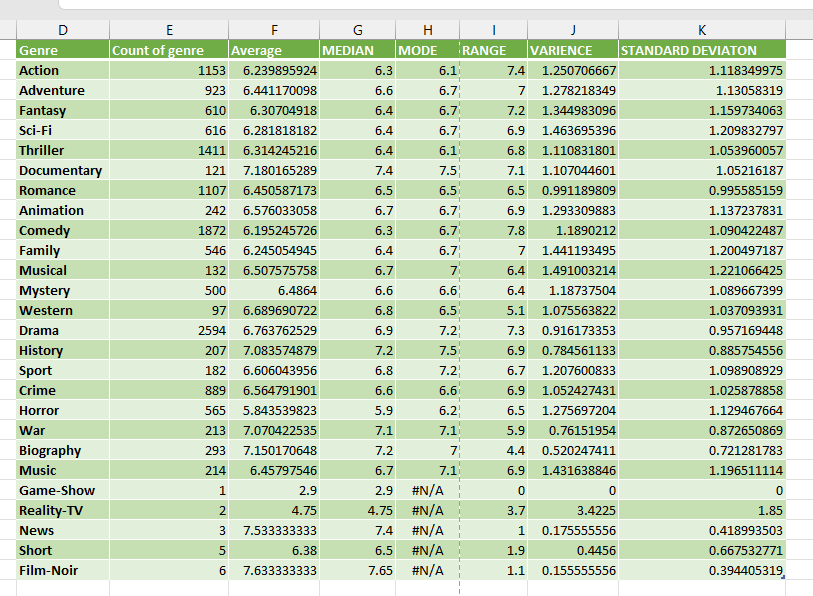 D E F G H I J K
Genre Count of genre Average MEDIAN MODE RANGE VARIENCE STANDARD DEVIATON
Action 1153 6.239895924 6.3 6.1 7.4 1.250706667 1.118349975
Adventure 923 6.441170098 6.6 6.7 7 1.278218349 1.13058319
Fantasy 610 6.30704918 6.4 6.7 7.2 1.344983096 1.159734063
Sci-Fi 616 6.281818182 6.4 6.7 6.9 1.463695396 1.209832797
Thriller 1411 6.314245216 6.4 6.1 6.8 1.110831801 1.053960057
Documentary 121 7.180165289 7.4 7.5 7.1 1.107044601 1.05216187
Romance 1107 6.450587173 6.5 6.5 6.5 0.991189809 0.995585159
Animation 242 6.576033058 6.7 6.7 6.9 1.293309883 1.137237831
Comedy 1872 6.195245726 6.3 6.7 7.8 1.1890212 1.090422487
Family 546 6.245054945 6.4 6.7 7 1.441193495 1.200497187
Musical 132 6.507575758 6.7 7 6.4 1.491003214 1.221066425
Mystery 500 6.4864 6.6 6.6 6.4 1.18737504 1.089667399
Western 97 6.689690722 6.8 6.5 5.1 1.075563822 1.037093931
Drama 2594 6.763762529 6.9 7.2 7.3 0.916173353 0.957169448
History 207 7.083574879 7.2 7.5 6.9 0.784561133 0.885754556
Sport 182 6.606043956 6.8 7.2 6.7 1.207600833 1.098908929
Crime 889 6.564791901 6.6 6.6 6.9 1.052427431 1.025878858
Horror 565 5.843539823 5.9 6.2 6.5 1.275697204 1.129467664
War 213 7.070422535 7.1 7.1 5.9 0.76151954 0.872650869
Biography 293 7.150170648 7.2 7 4.4 0.520247411 0.721281783
Music 214 6.45797546 6.7 7.1 6.9 1.431638846 1.196511114
Game-Show 1 2.9 2.9 #N/A 0 0 0
Reality-TV 2 4.75 4.75 #N/A 3.7 3.4225 1.85
News 3 7.533333333 7.4 #N/A 1 0.175555556 0.418993503
Short 5 6.38 6.5 #N/A 1.9 0.4456 0.667532771
Film-Noir 6 7.633333333 7.65 #N/A 1.1 0.155555556 0.394405319